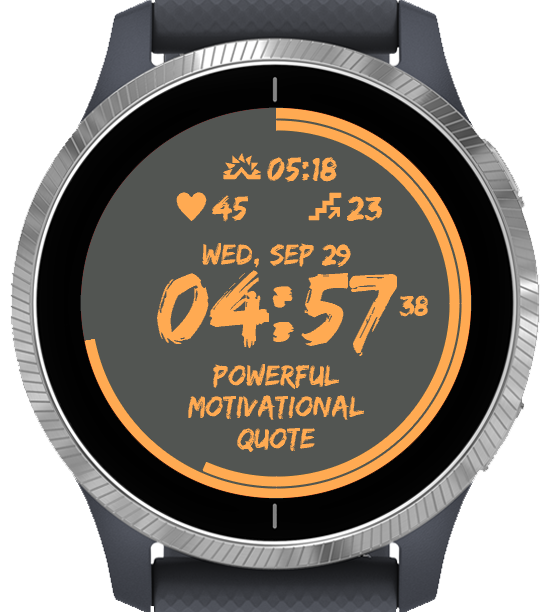 05:18
45 23
WED, SEP 29
04:57 38
POWERFUL
MOTIVATIONAL
QUOTE